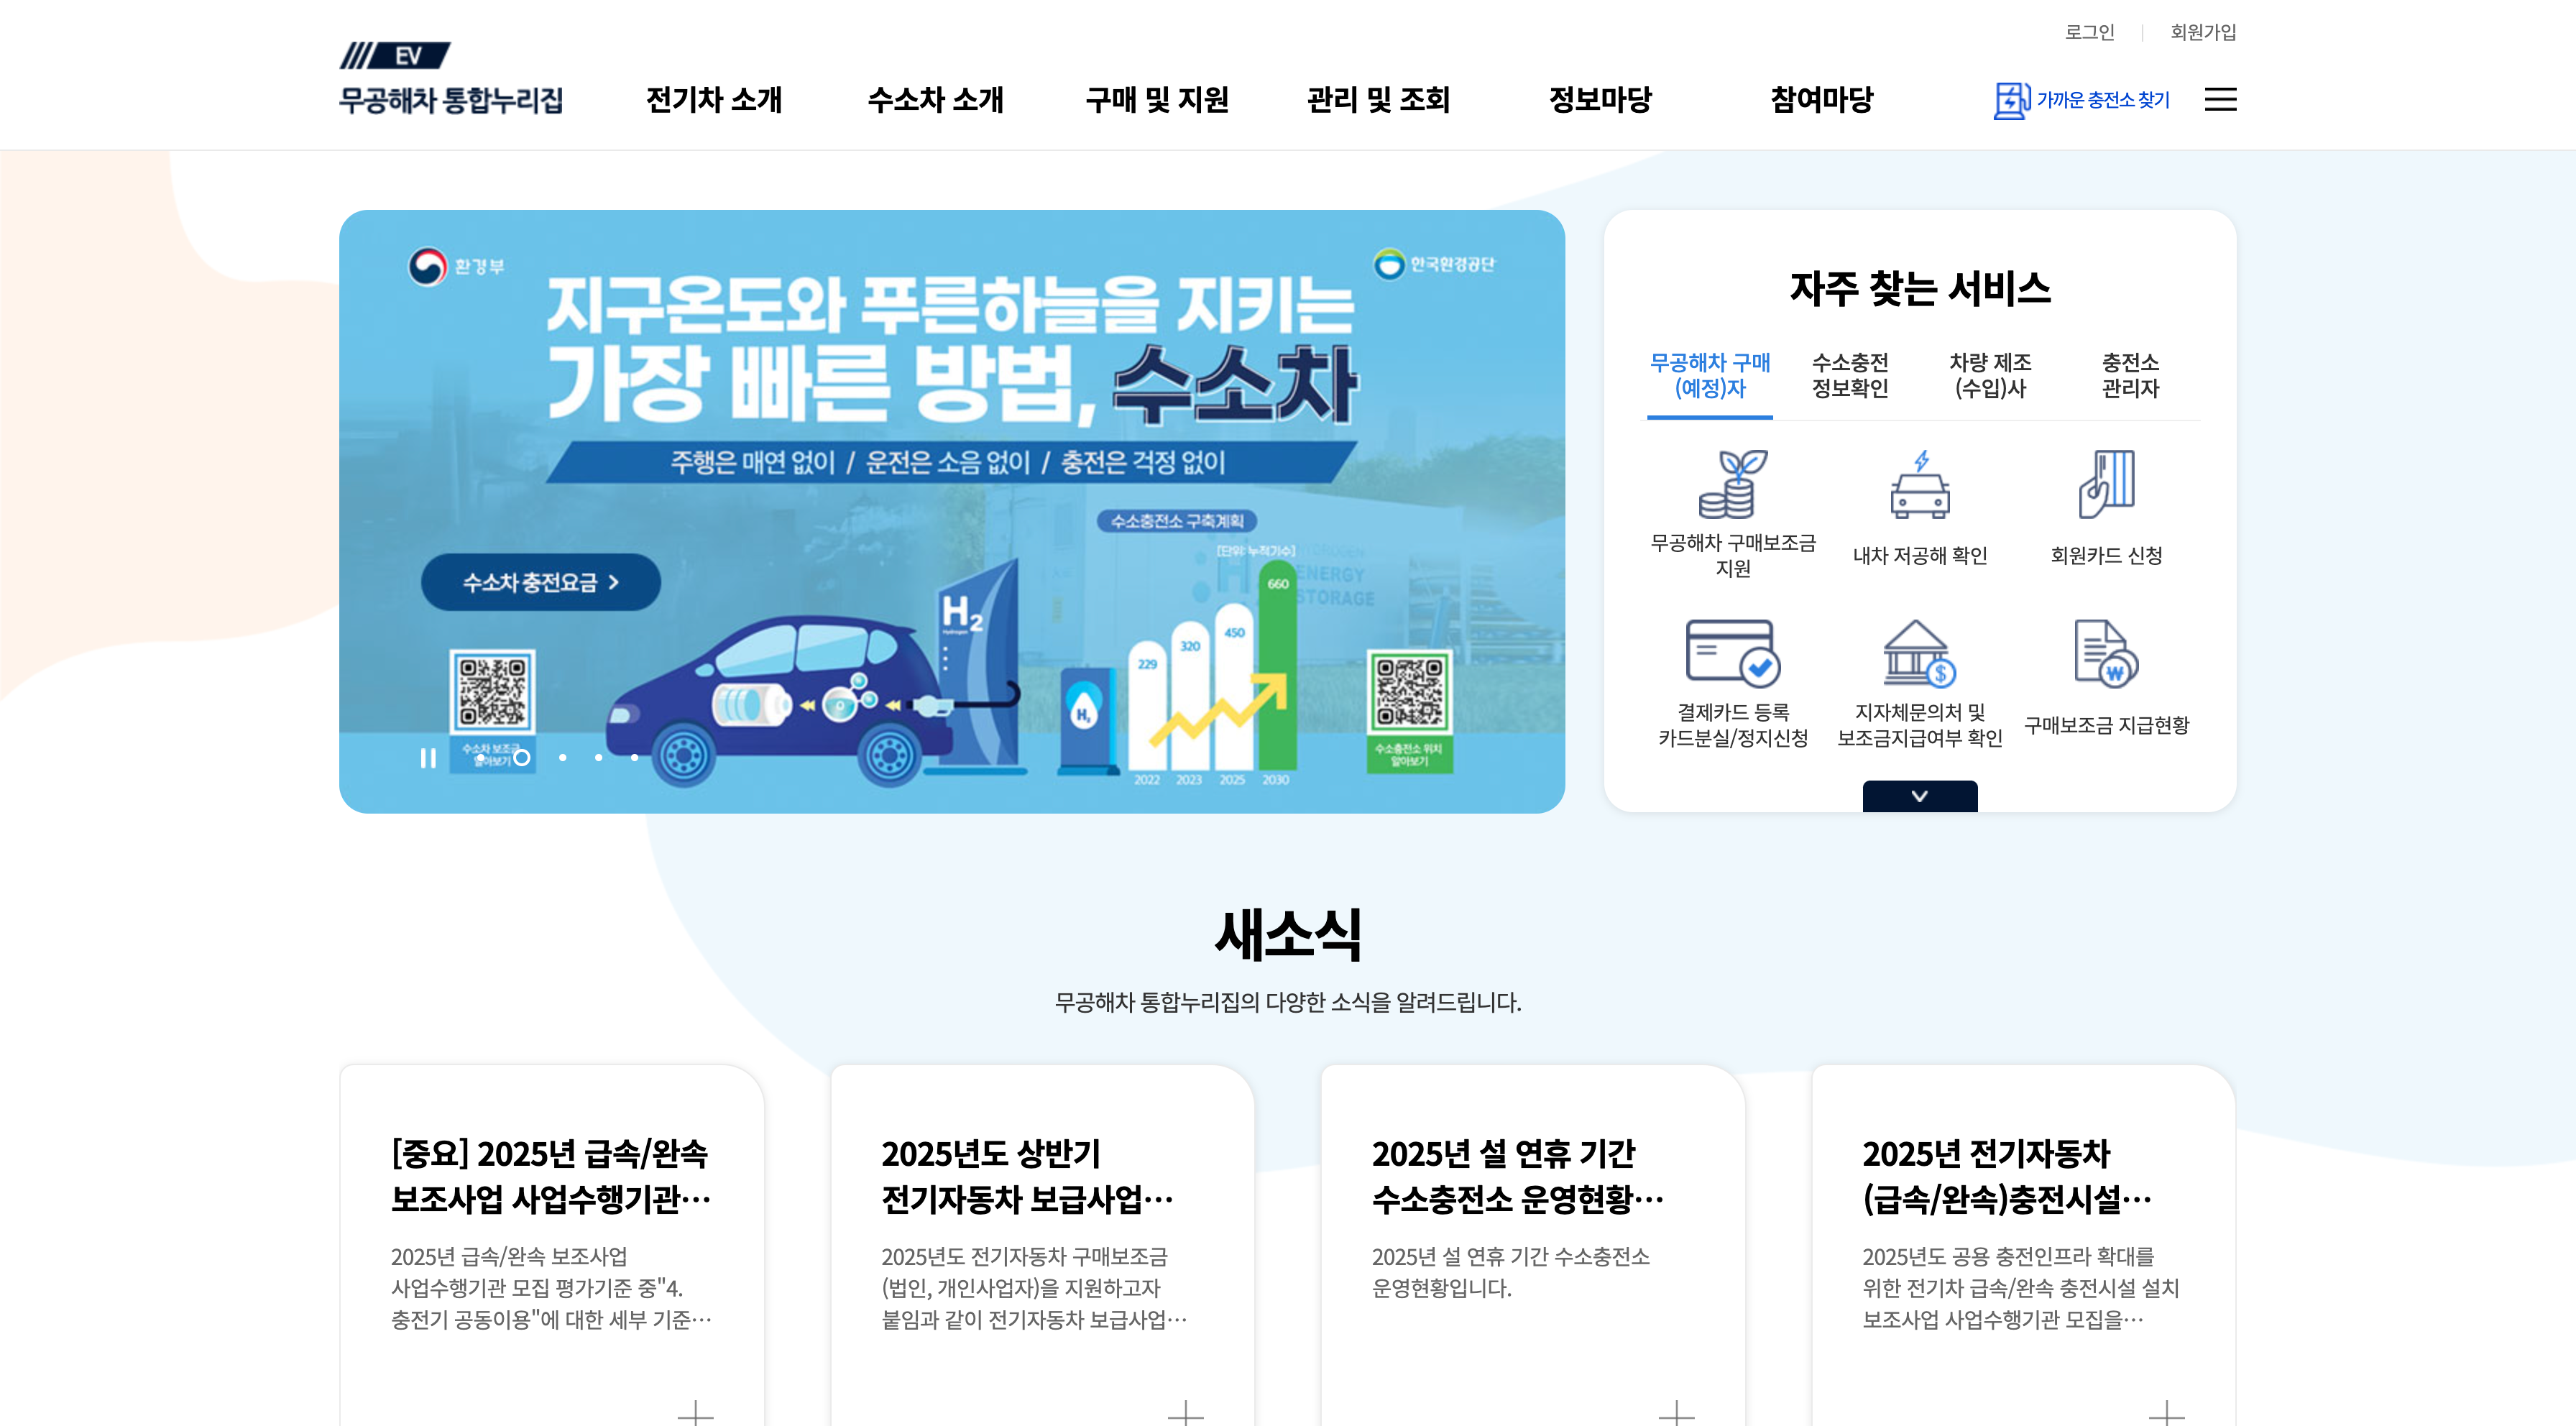 로그인
회원가입
EV
무공해차 통합누리집
전기차 소개
수소차 소개
구매 및 지원
관리 및 조회
정보마당
참여마당
가까운 충전소 찾기
환경부
한국환경공단
지구온도와 푸른하늘을 지키는
가장 빠른 방법, 수소차
주행은 매연 없이 / 운전은 소음 없이 / 충전은 걱정 없이
수소충전소 구축계획
[단위: 누적기수]
수소차 충전요금
H2
Hydrogen
H2
229
320
450
660
2022
2023
2025
2030
HYDROGEN
ENERGY
STORAGE
수소차 보조금
알아보기
수소충전소 위치
알아보기
자주 찾는 서비스
무공해차 구매
(예정)자
수소충전
정보확인
차량 제조
(수입)사
충전소
관리자
무공해차 구매보조금
지원
내차 저공해 확인
회원카드 신청
결제카드 등록
카드분실/정지신청
지자체문의처 및
보조금지급여부 확인
구매보조금 지급현황
새소식
무공해차 통합누리집의 다양한 소식을 알려드립니다.
[중요] 2025년 급속/완속
보조사업 사업수행기관…
2025년 급속/완속 보조사업
사업수행기관 모집 평가기준 중"4.
충전기 공동이용"에 대한 세부 기준…
2025년도 상반기
전기자동차 보급사업…
2025년도 전기자동차 구매보조금
(법인, 개인사업자)을 지원하고자
붙임과 같이 전기자동차 보급사업…
2025년 설 연휴 기간
수소충전소 운영현황…
2025년 설 연휴 기간 수소충전소
운영현황입니다.
2025년 전기자동차
(급속/완속)충전시설…
2025년도 공용 충전인프라 확대를
위한 전기차 급속/완속 충전시설 설치
보조사업 사업수행기관 모집을…